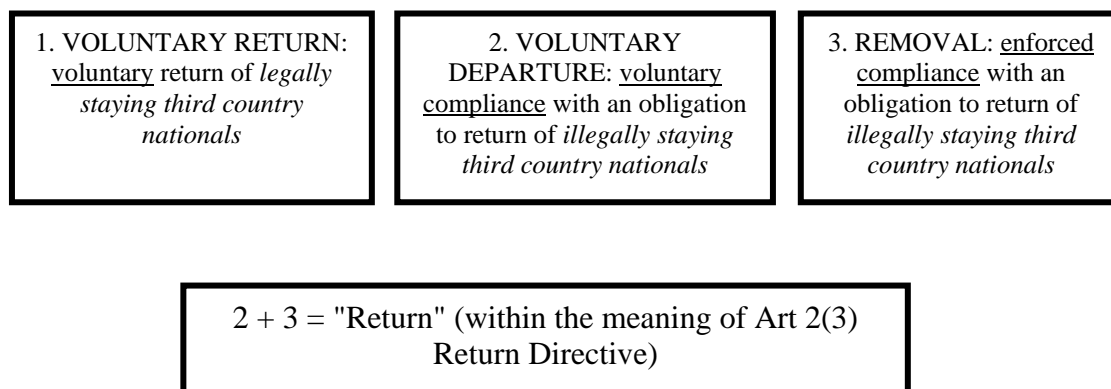 1. VOLUNTARY RETURN:
voluntary return of legally
staying third country
nationals
2. VOLUNTARY
DEPARTURE: voluntary
compliance with an obligation
to return of illegally staying
third country nationals
3. REMOVAL: enforced
compliance with an
obligation to return of
illegally staying third
country nationals
2 + 3 = "Return" (within the meaning of Art 2(3)
Return Directive)